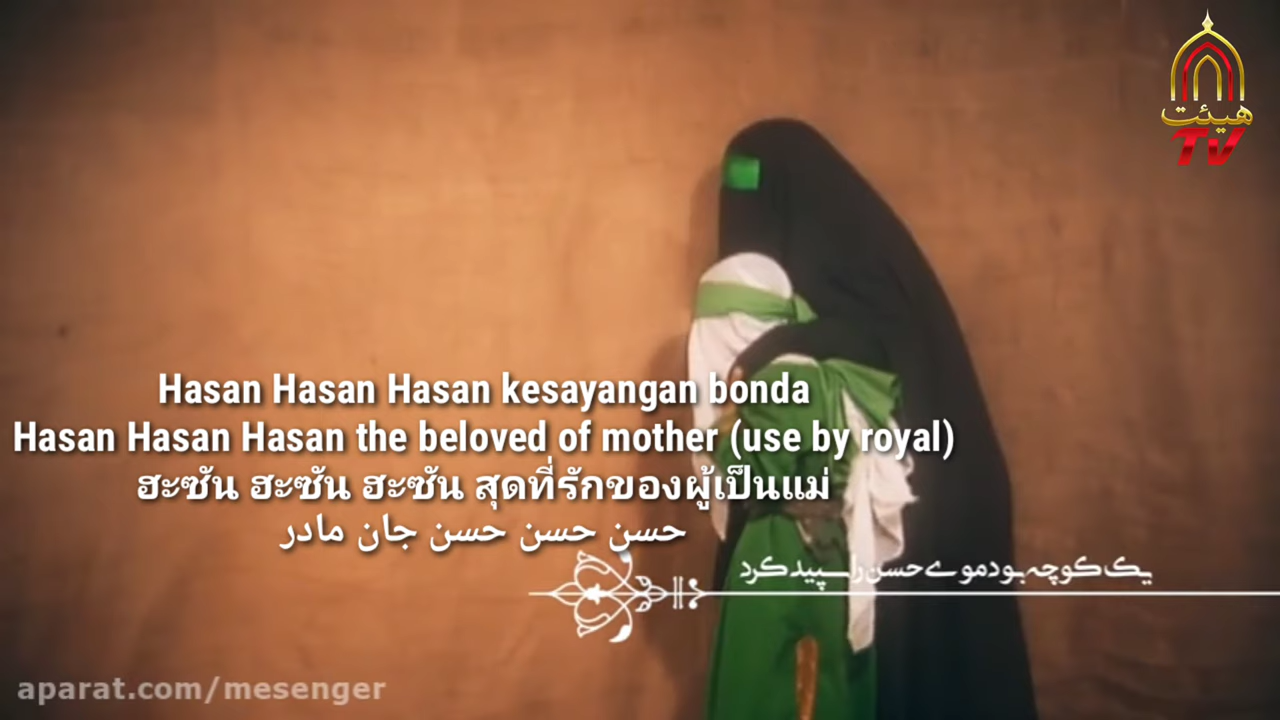 هیئت
TV
Hasan Hasan Hasan kesayangan bonda
Hasan Hasan Hasan the beloved of mother (use by royal)
ฮะซัน ฮะซัน ฮะซัน สุดที่รักของผู้เป็นแม่
حسن حسن حسن جان مادر
یک کوچه بود موے حسن را سپید کرد
aparat.com/mesenger